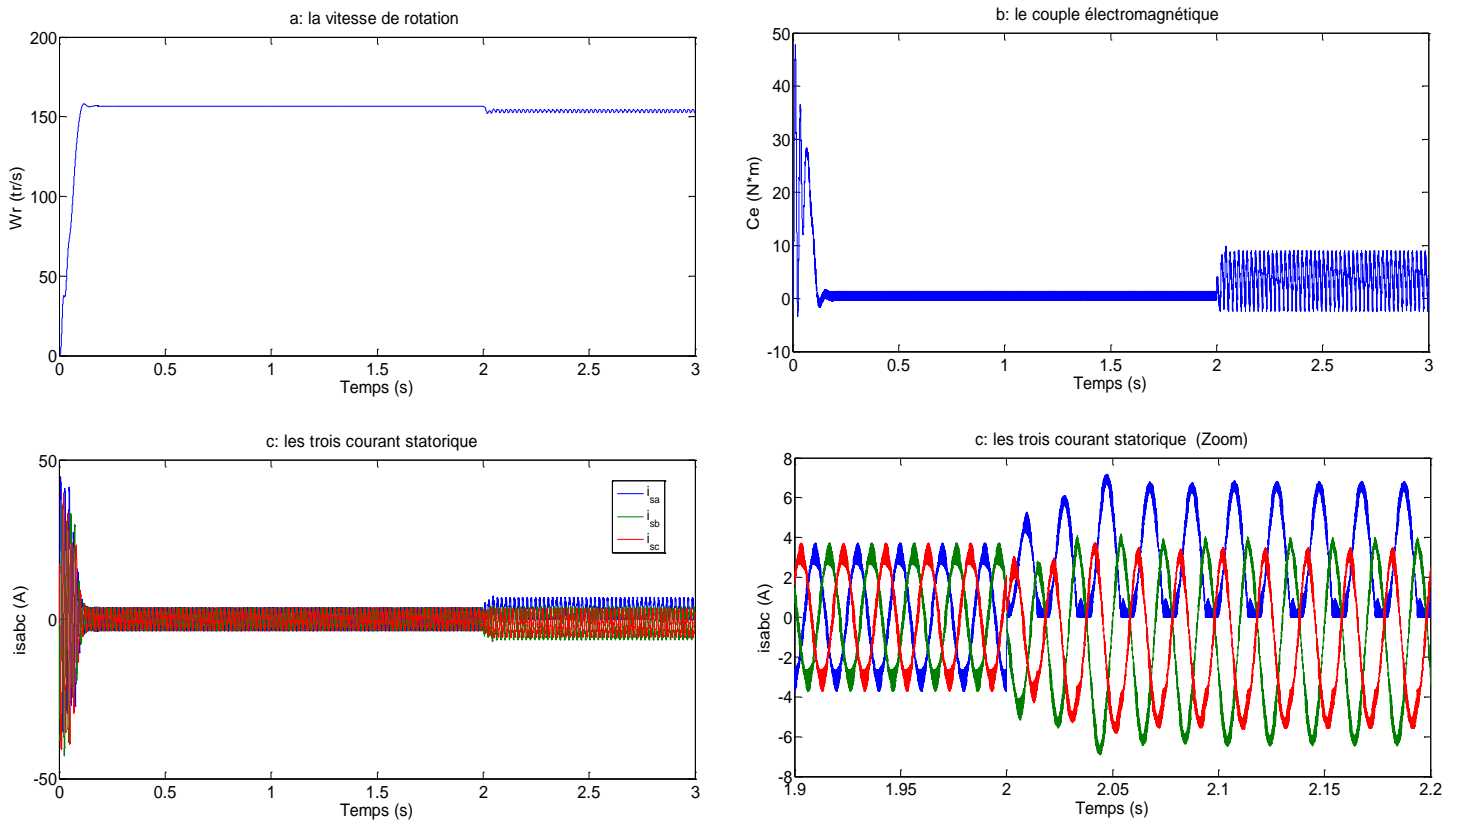 a: la vitesse de rotation
200
150
100
50
0
Wr (tr/s)
0 0.5 1 1.5 2 2.5 3
Temps (s)
b: le couple électromagnétique
50
40
30
20
10
0
-10
Ce (N*m)
0 0.5 1 1.5 2 2.5 3
Temps (s)
c: les trois courant statorique
50
0
-50
isabc (A)
i sa
i sb
i sc
0 0.5 1 1.5 2 2.5 3
Temps (s)
c: les trois courant statorique (Zoom)
8
6
4
2
0
-2
-4
-6
-8
isabc (A)
1.9 1.95 2 2.05 2.1 2.15 2.2
Temps (s)